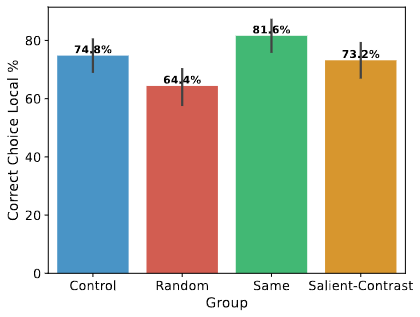 Correct Choice Local %
80
60
40
20
0
74.8%
64.4%
81.6%
73.2%
Control
Random
Same
Salient-Contrast
Group